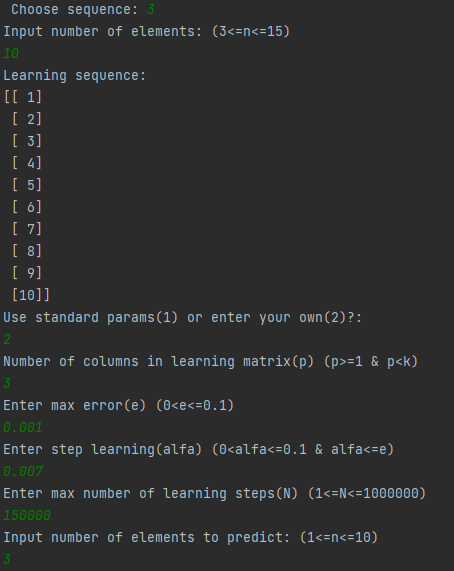 Choose sequence: 3
Input number of elements: (3<=n<=15)
10
Learning sequence:
[[ 1]
 [ 2]
 [ 3]
 [ 4]
 [ 5]
 [ 6]
 [ 7]
 [ 8]
 [ 9]
 [10]]
Use standard params(1) or enter your own(2)?:
2
Number of columns in learning matrix(p) (p>=1 & p<k)
3
Enter max error(e) (0<e<=0.1)
0.001
Enter step learning(alfa) (0<alfa<=0.1 & alfa<=e)
0.007
Enter max number of learning steps(N) (1<=N<=1000000)
150000
Input number of elements to predict: (1<=n<=10)
3